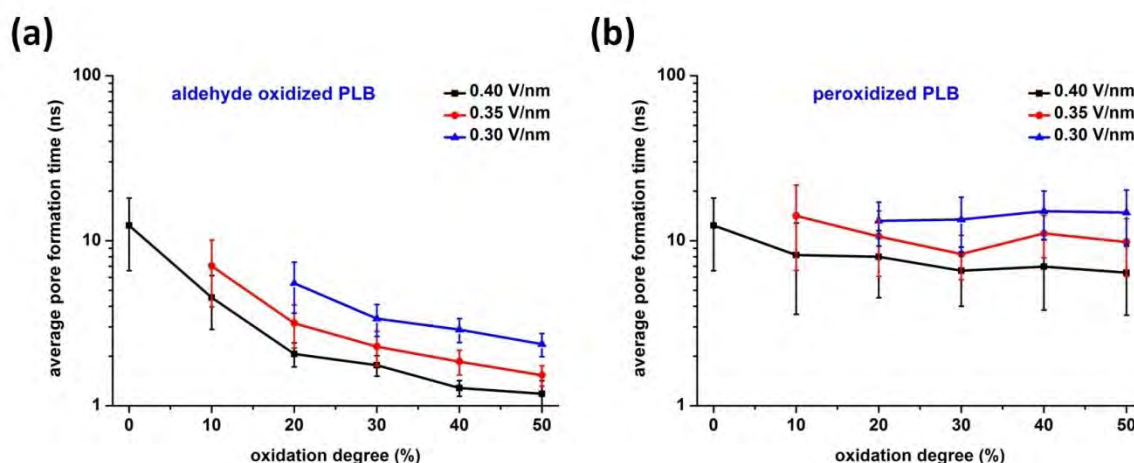 (a)
100
10
1
average pore formation time (ns)
aldehyde oxidized PLB
0.40 V/nm
0.35 V/nm
0.30 V/nm
0 10 20 30 40 50
oxidation degree (%)
(b)
100
10
1
average pore formation time (ns)
peroxidized PLB
0.40 V/nm
0.35 V/nm
0.30 V/nm
0 10 20 30 40 50
oxidation degree (%)